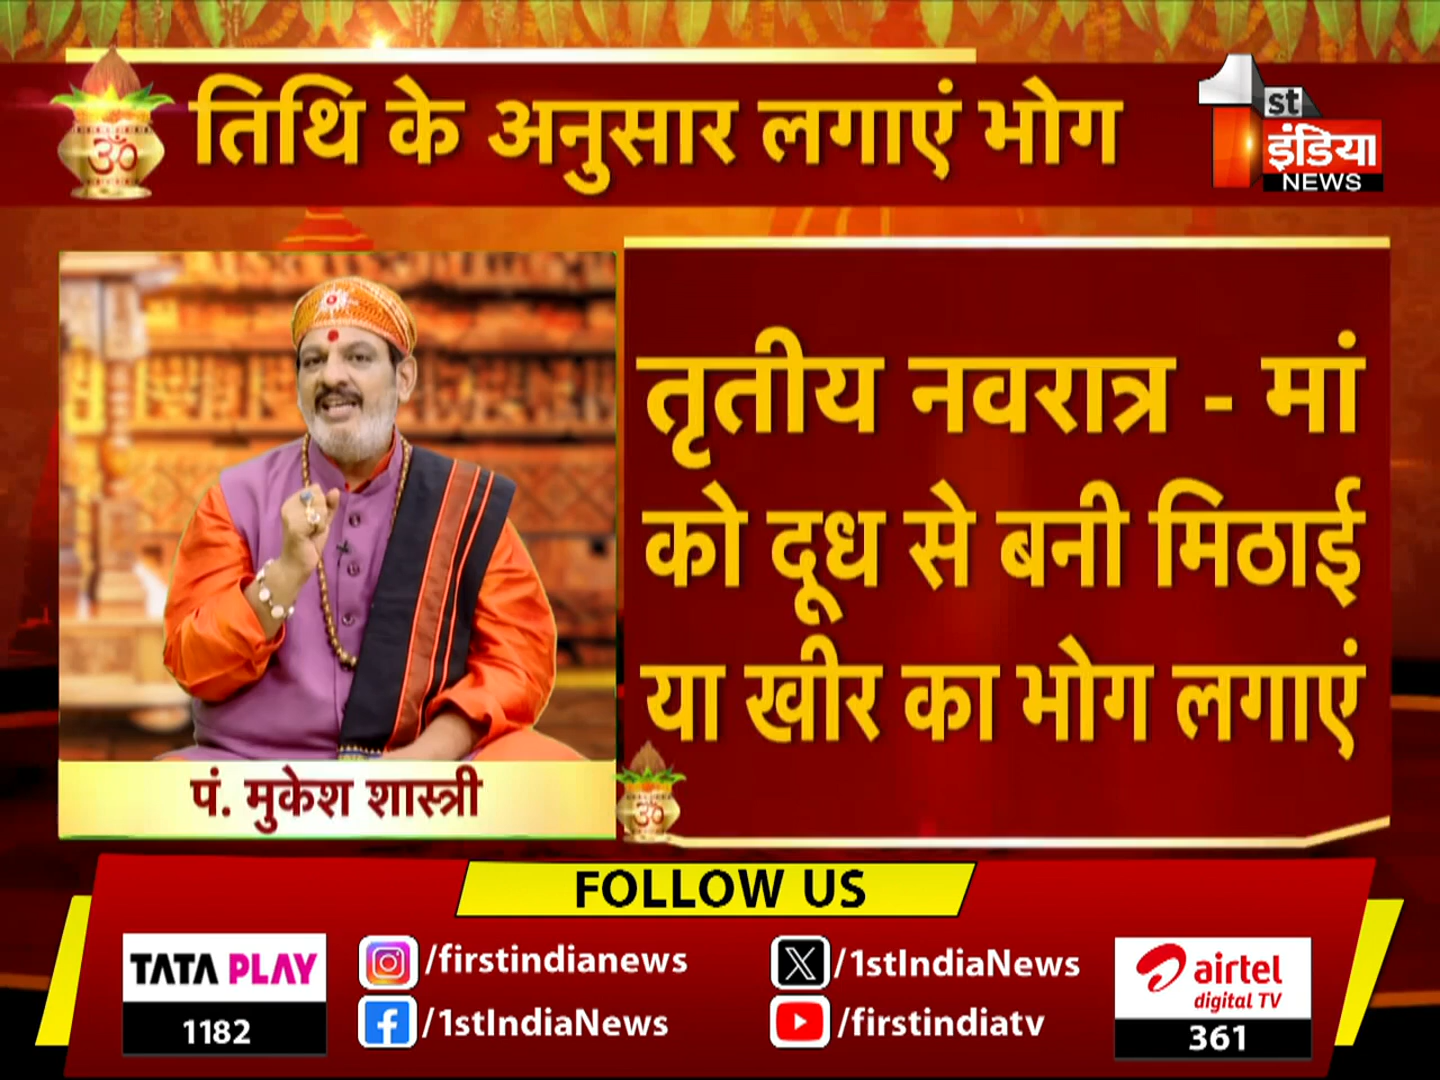 तिथि के अनुसार लगाएं भोग
1st
इंडिया
NEWS
ॐ
तृतीय नवरात्र - मां
को दूध से बनी मिठाई
या खीर का भोग लगाएं
ॐ
पं. मुकेश शास्त्री
FOLLOW US
TATA PLAY
1182
/firstindianews
/1stIndiaNews
/1stIndiaNews
/firstindiatv
airtel
digital TV
361